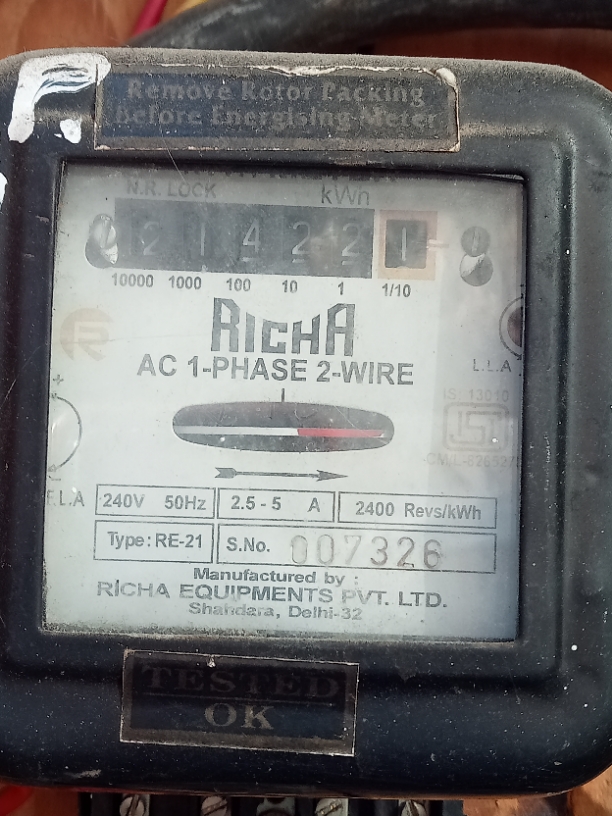 Remove Rotor Packing
Before Energising Meter
N.R. LOCK kWh
2 1 4 2 2 1
10000 1000 100 10 1 1/10
RICHA
R
AC 1-PHASE 2-WIRE
L.L.A
+
IS 13010
F.L.A
240V 50Hz 2.5 - 5 A 2400 Revs/kWh
Type: RE-21 S.No. 007326
Manufactured by :
RICHA EQUIPMENTS PVT. LTD.
Shahdara, Delhi-32
TESTED
OK